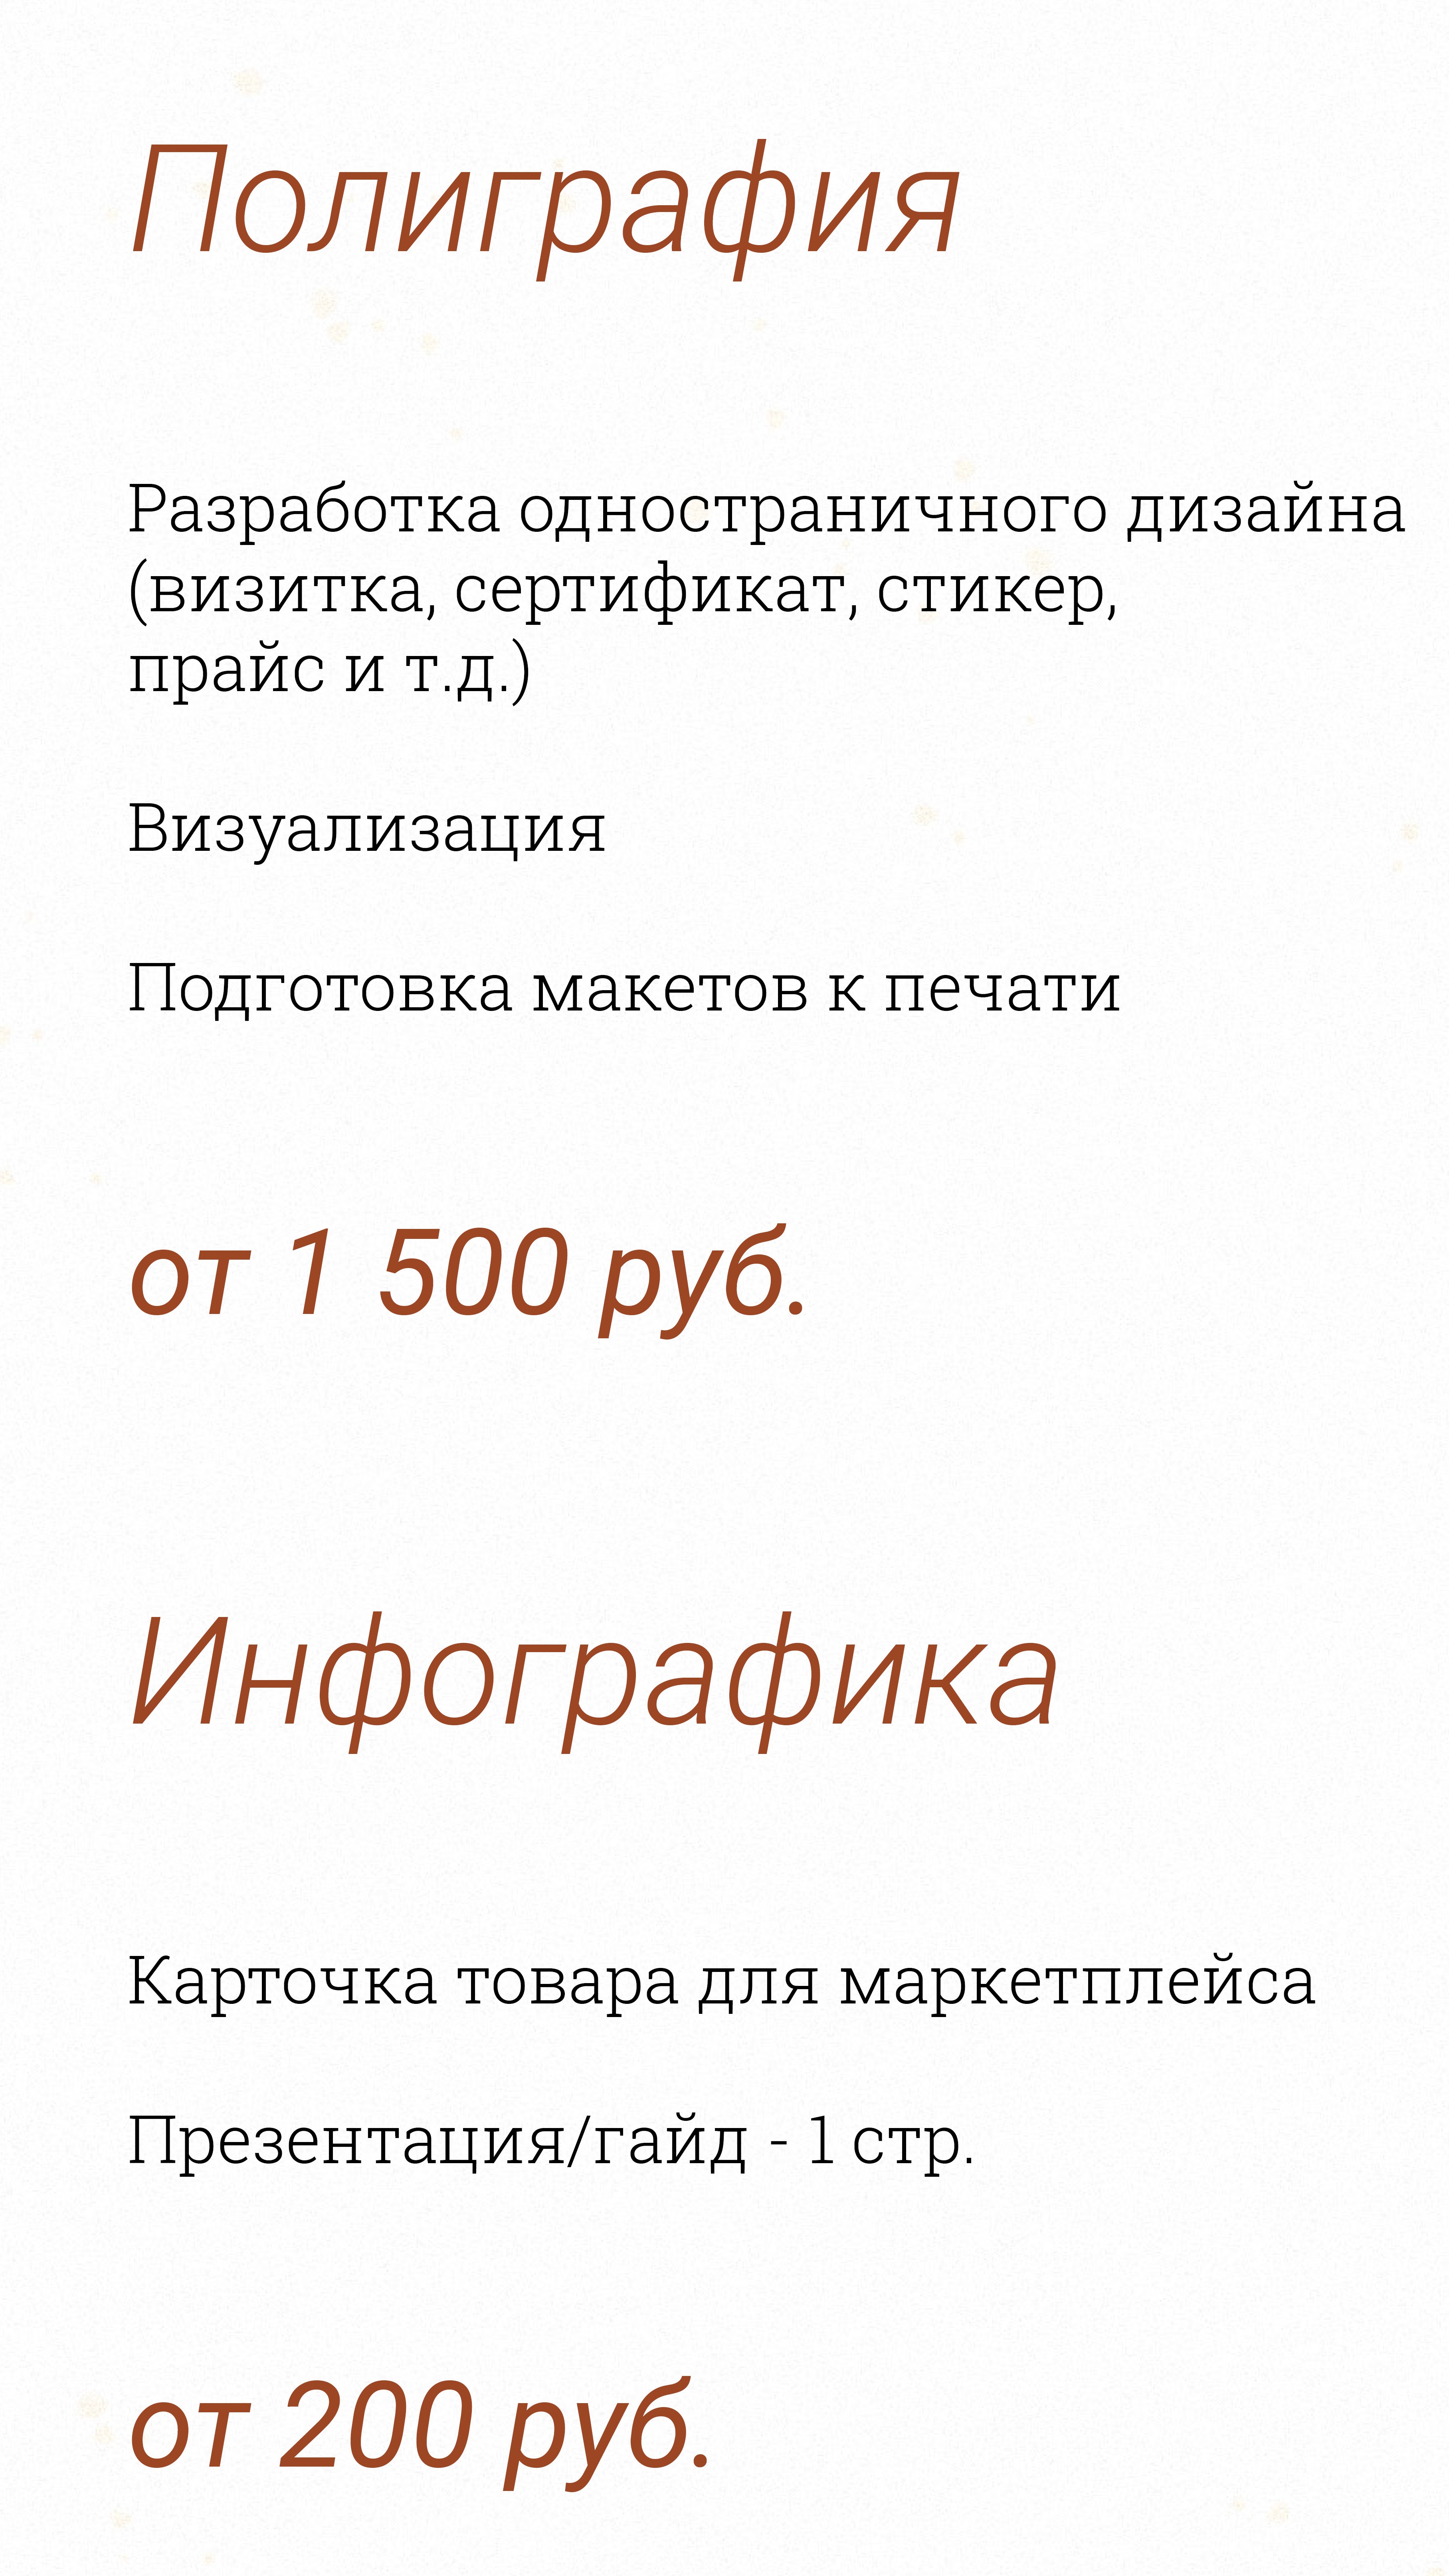 Полиграфия
Разработка одностраничного дизайна
(визитка, сертификат, стикер,
прайс и т.д.)
Визуализация
Подготовка макетов к печати
от 1 500 руб.
Инфографика
Карточка товара для маркетплейса
Презентация/гайд - 1 стр.
от 200 руб.